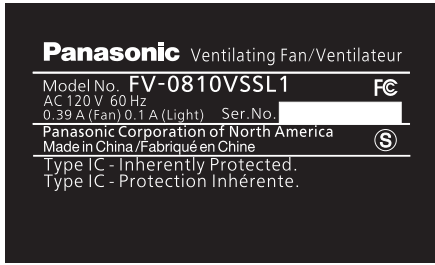 Panasonic Ventilating Fan/Ventilateur
Model No. FV-0810VSSL1 FC
AC 120 V 60 Hz
0.39 A (Fan) 0.1 A (Light) Ser.No.
Panasonic Corporation of North America
Made in China /Fabriqué en Chine S
Type IC - Inherently Protected.
Type IC - Protection Inhérente.